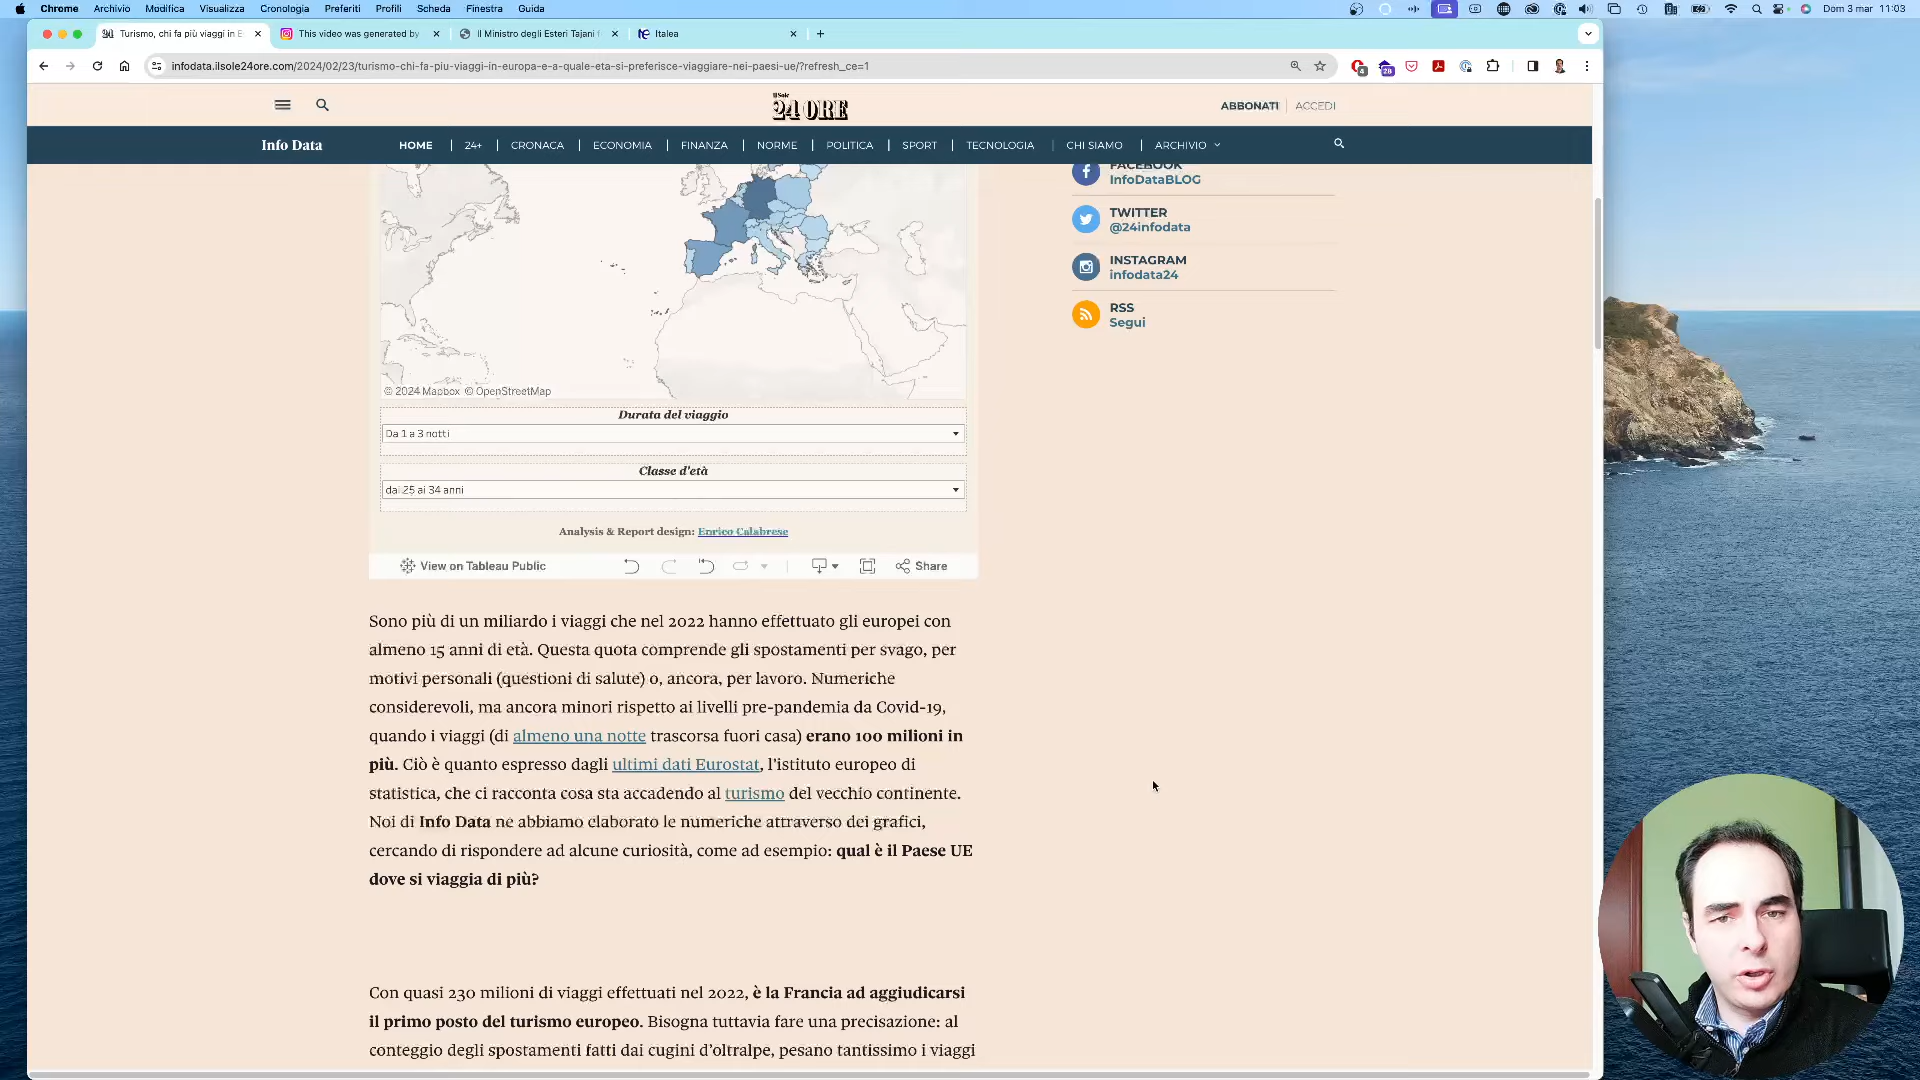 Chrome Archivio Modifica Visualizza Cronologia Preferiti Profili Scheda Finestra Guida
Dom 3 mar 11:03
Turismo, chi fa più viaggi in E
This video was generated by
Il Ministro degli Esteri Tajani
Italea
infodata.ilsole24ore.com/2024/02/23/turismo-chi-fa-piu-viaggi-in-europa-e-a-quale-eta-si-preferisce-viaggiare-nei-paesi-ue/?refresh_ce=1
4
28
Il Sole
24 ORE
ABBONATI ACCEDI
Info Data
HOME 24+ CRONACA ECONOMIA FINANZA NORME POLITICA SPORT TECNOLOGIA CHI SIAMO ARCHIVIO
FACEBOOK
InfoDataBLOG
TWITTER
@24infodata
INSTAGRAM
infodata24
RSS
Segui
© 2024 Mapbox © OpenStreetMap
Durata del viaggio
Da 1 a 3 notti
Classe d'età
dai 25 ai 34 anni
Analysis & Report design: Enrico Calabrese
View on Tableau Public
Share
Sono più di un miliardo i viaggi che nel 2022 hanno effettuato gli europei con
almeno 15 anni di età. Questa quota comprende gli spostamenti per svago, per
motivi personali (questioni di salute) o, ancora, per lavoro. Numeriche
considerevoli, ma ancora minori rispetto ai livelli pre-pandemia da Covid-19,
quando i viaggi (di almeno una notte trascorsa fuori casa) erano 100 milioni in
più. Ciò è quanto espresso dagli ultimi dati Eurostat, l'istituto europeo di
statistica, che ci racconta cosa sta accadendo al turismo del vecchio continente.
Noi di Info Data ne abbiamo elaborato le numeriche attraverso dei grafici,
cercando di rispondere ad alcune curiosità, come ad esempio: qual è il Paese UE
dove si viaggia di più?
Con quasi 230 milioni di viaggi effettuati nel 2022, è la Francia ad aggiudicarsi
il primo posto del turismo europeo. Bisogna tuttavia fare una precisazione: al
conteggio degli spostamenti fatti dai cugini d'oltralpe, pesano tantissimo i viaggi